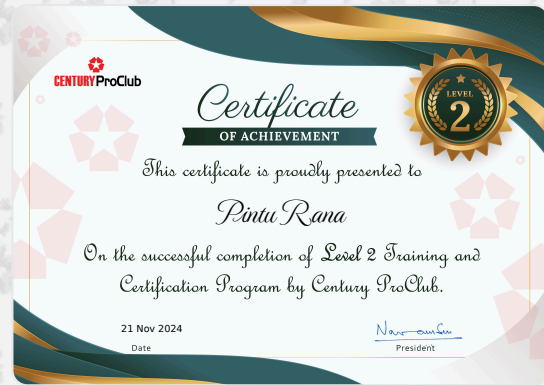 CENTURY ProClub
Certificate
OF ACHIEVEMENT
LEVEL
2
This certificate is proudly presented to
Pintu Rana
On the successful completion of Level 2 Training and
Certification Program by Century ProClub.
21 Nov 2024
Date
President